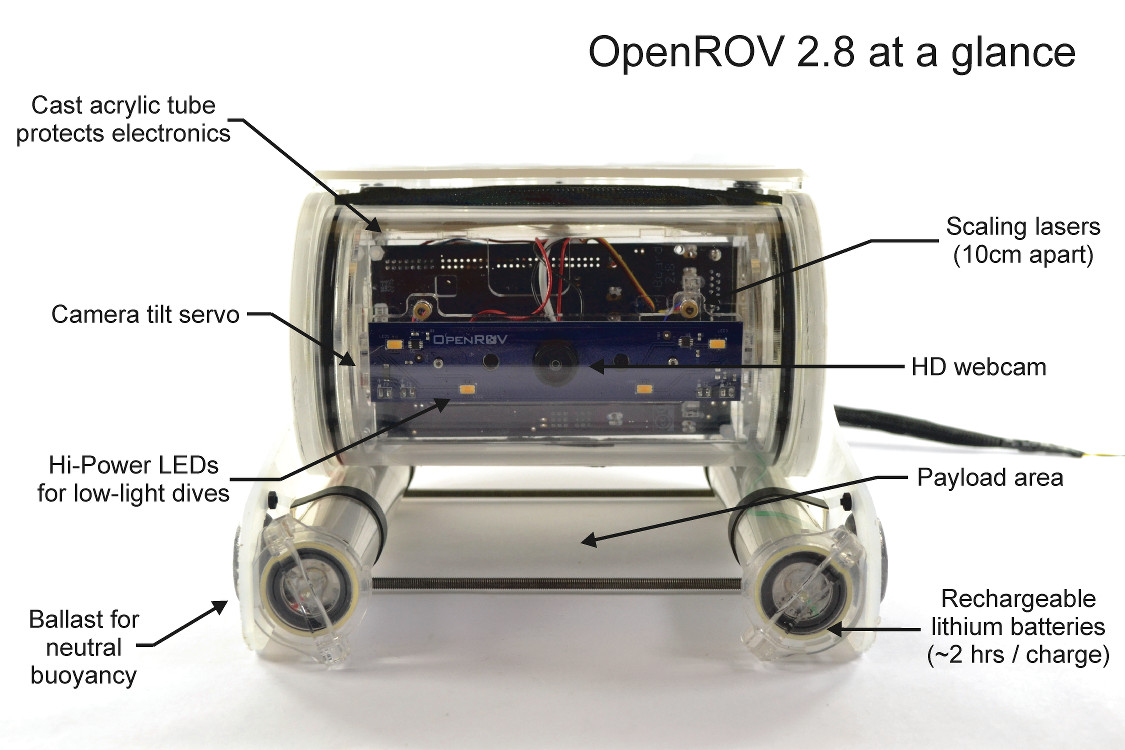 OpenROV 2.8 at a glance
Cast acrylic tube
protects electronics
Scaling lasers
(10cm apart)
Camera tilt servo
OPENROV
HD webcam
Hi-Power LEDs
for low-light dives
Payload area
Ballast for
neutral
buoyancy
Rechargeable
lithium batteries
(~2 hrs / charge)